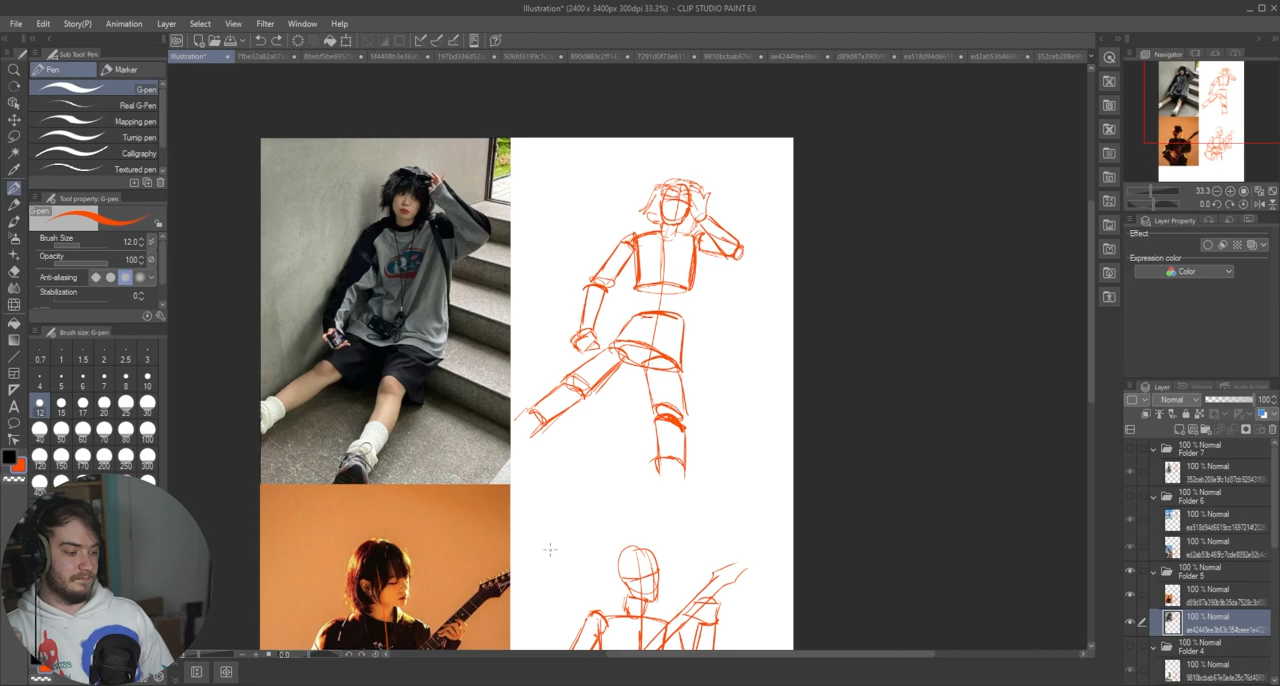 Illustration* (2400 x 3400px 300dpi 33.3%) - CLIP STUDIO PAINT EX
File Edit Story(P) Animation Layer Select View Filter Window Help
Sub Tool: Pen
Pen Marker
G-pen
Real G-Pen
Mapping pen
Turnip pen
Calligraphy
Textured pen
Tool property: G-pen
G-pen
Brush Size 12.0
Opacity 100
Anti-aliasing
Stabilization 0
Brush size: G-pen
0.7 1 1.5 2 2.5 3
4 5 6 7 8 10
12 15 17 20 25 30
40 50 60 70 80 100
120 150 170 200 250 300
Illustration*
0.0
Navigator
33.3
0.0
Layer Property
Effect
Expression color
Color
Layer
Normal 100
100 % Normal
Folder 7
100 % Normal
100 % Normal
Folder 6
100 % Normal
100 % Normal
100 % Normal
Folder 5
100 % Normal
100 % Normal
100 % Normal
Folder 4
100 % Normal